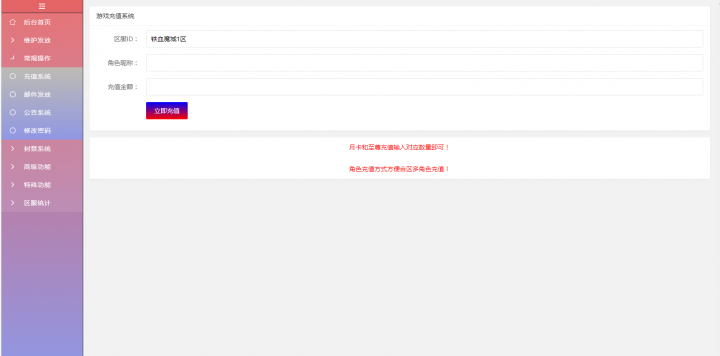 后台首页
维护发放
常规操作
充值系统
邮件发放
公告系统
修改密码
封禁系统
高级功能
特殊功能
区服统计
游戏充值系统
区服ID：
铁血魔域1区
角色昵称：
充值金额：
立即充值
月卡和至尊充值输入对应数量即可！
角色充值方式方便合区多角色充值！